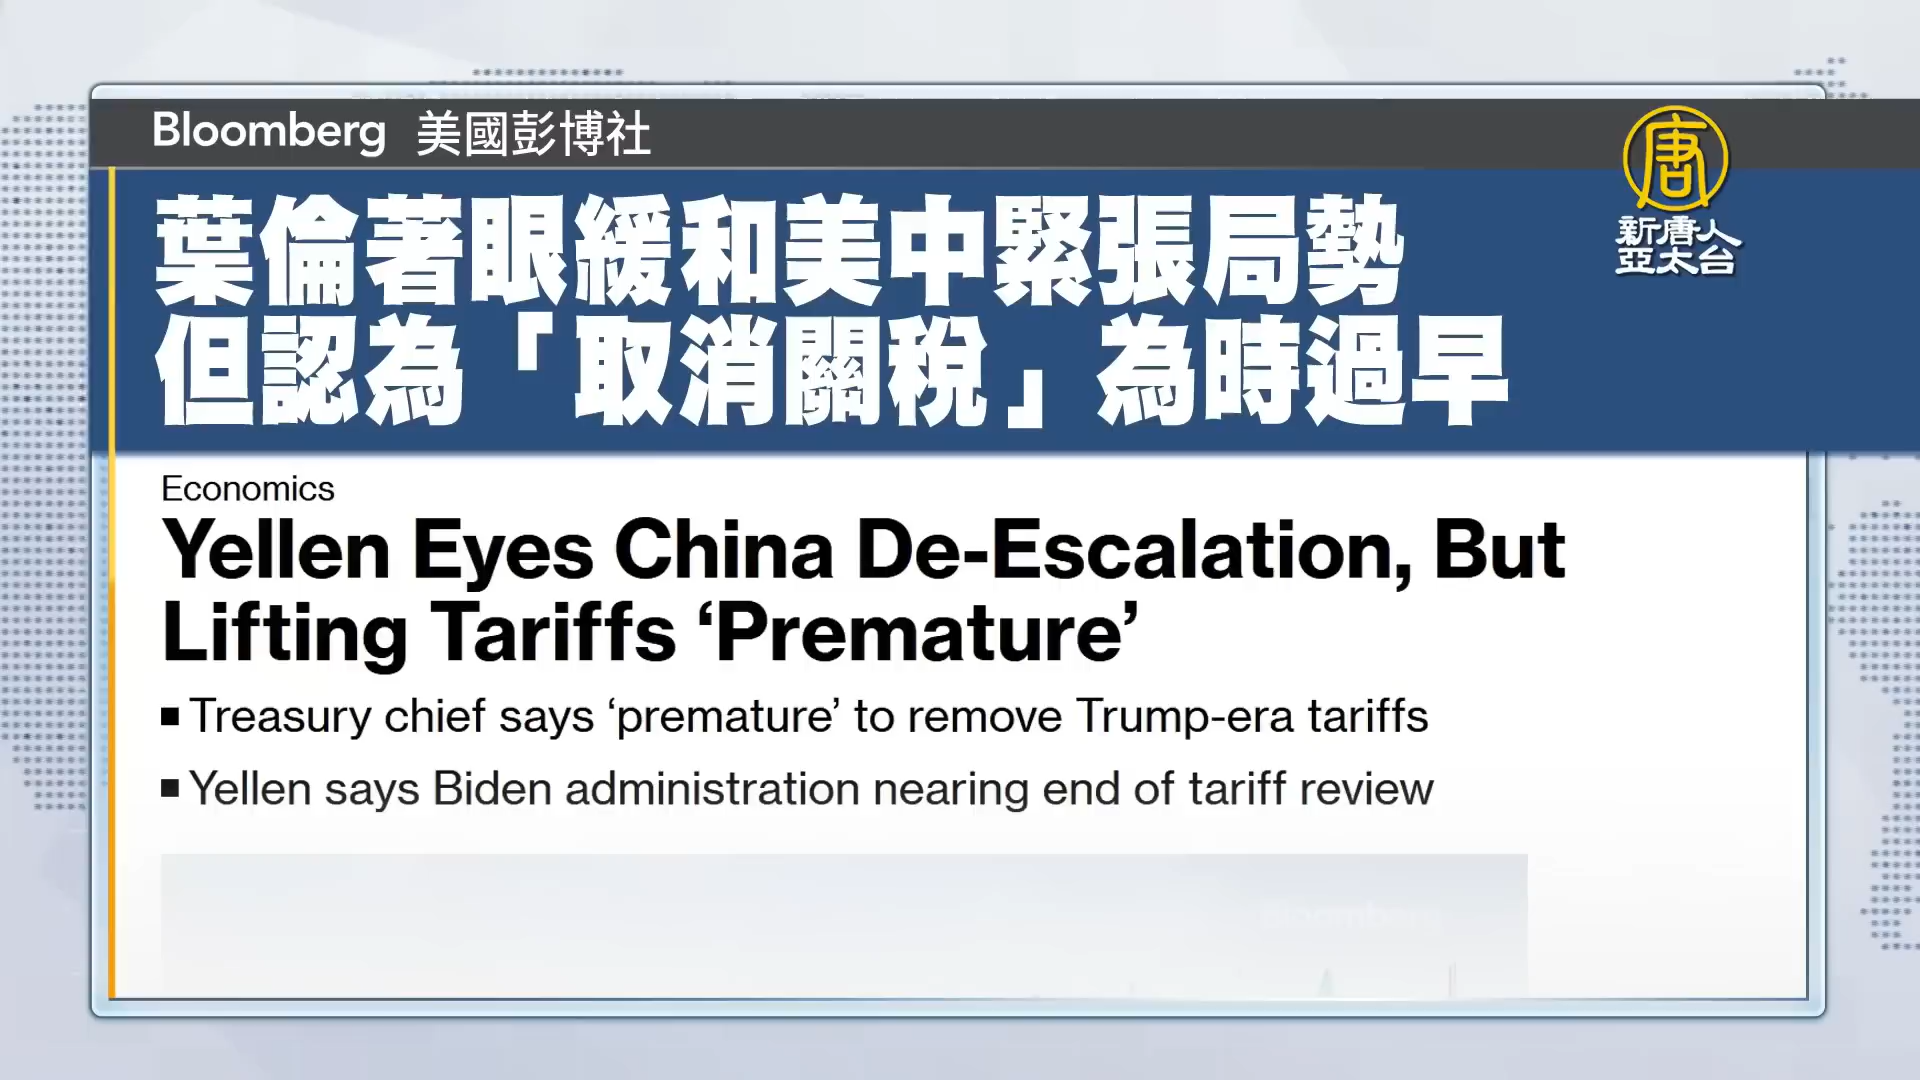 Bloomberg 美國彭博社
唐
新唐人
亞太台
葉倫著眼緩和美中緊張局勢
但認為「取消關稅」為時過早
Economics
Yellen Eyes China De-Escalation, But
Lifting Tariffs ‘Premature’
▪ Treasury chief says ‘premature’ to remove Trump-era tariffs
▪ Yellen says Biden administration nearing end of tariff review
Bloomberg